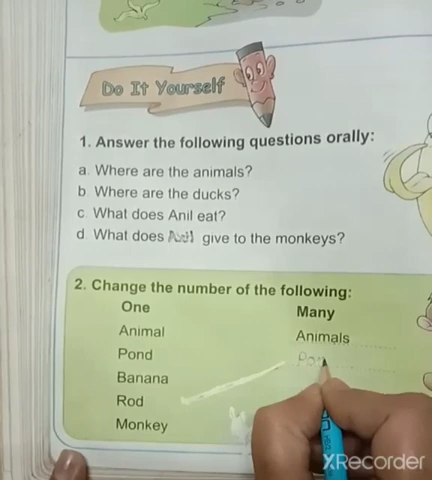 Do It Yourself
1. Answer the following questions orally:
a. Where are the animals?
b. Where are the ducks?
c. What does Anil eat?
d. What does Anil give to the monkeys?
2. Change the number of the following:
One Many
Animal Animals
Pond Pon
Banana
Rod
Monkey
XRecorder